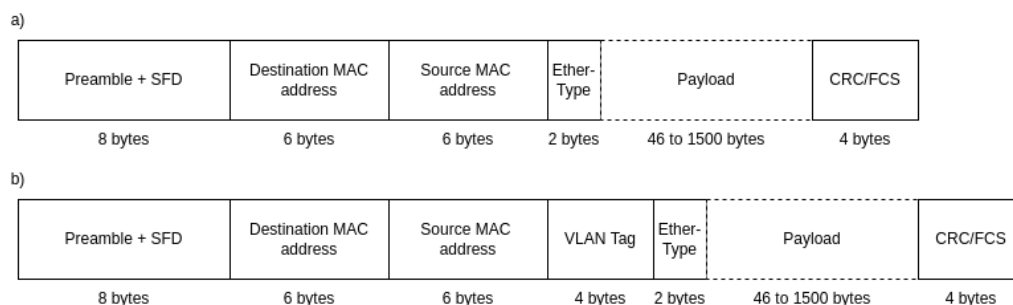 a)
Preamble + SFD
Destination MAC
address
Source MAC
address
Ether-
Type
Payload
CRC/FCS
8 bytes
6 bytes
6 bytes
2 bytes
46 to 1500 bytes
4 bytes
b)
Preamble + SFD
Destination MAC
address
Source MAC
address
VLAN Tag
Ether-
Type
Payload
CRC/FCS
8 bytes
6 bytes
6 bytes
4 bytes
2 bytes
46 to 1500 bytes
4 bytes